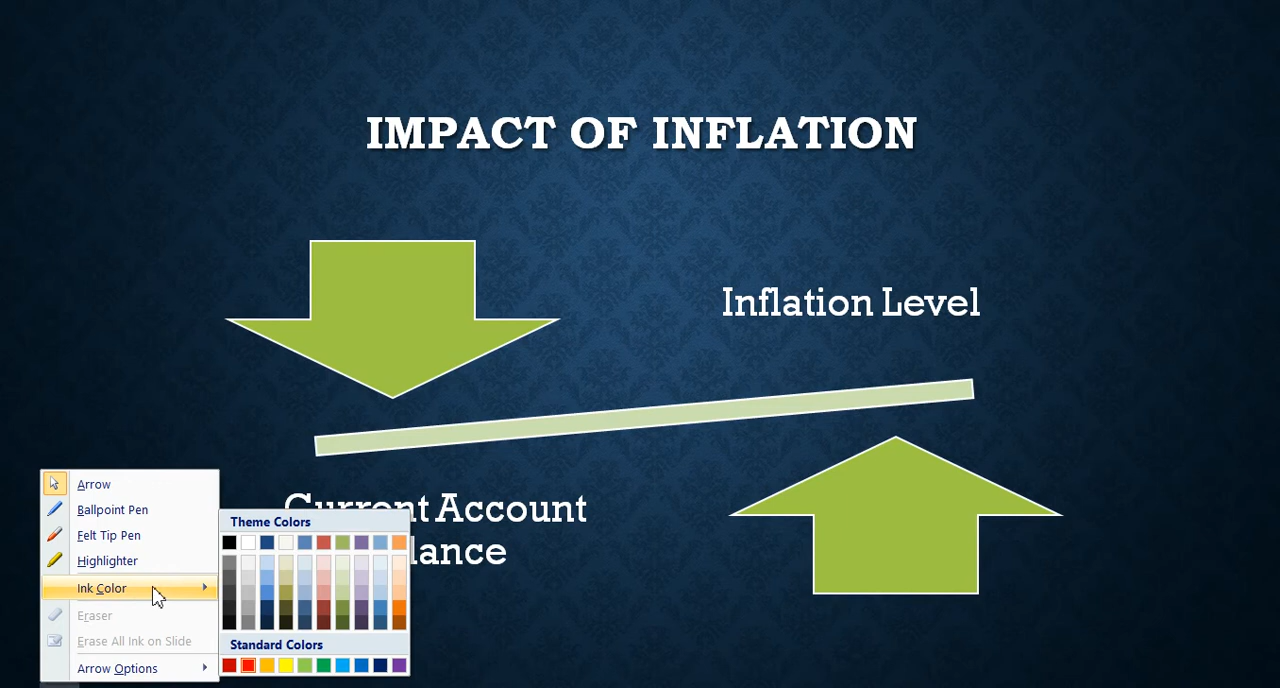 IMPACT OF INFLATION
Inflation Level
Current Account
lance
Arrow
Ballpoint Pen
Felt Tip Pen
Highlighter
Ink Color
Eraser
Erase All Ink on Slide
Arrow Options
Theme Colors
Standard Colors